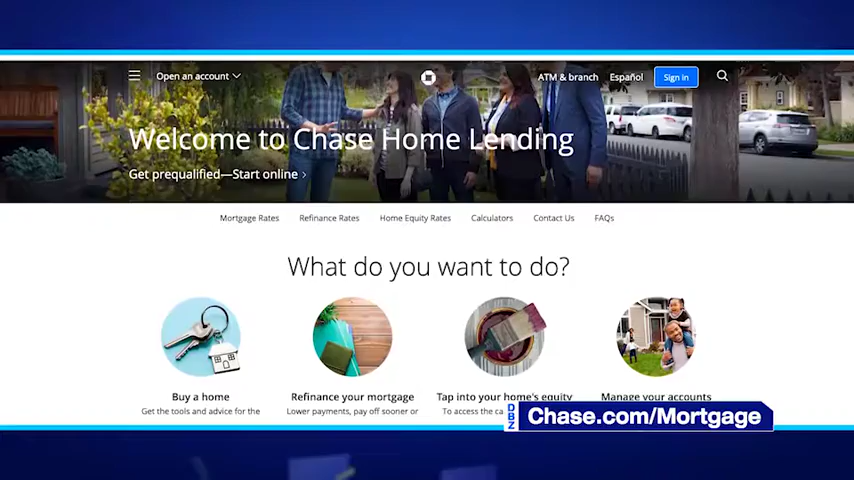 Open an account
ATM & branch
Español
Sign in
Welcome to Chase Home Lending
Get prequalified—Start online
Mortgage Rates
Refinance Rates
Home Equity Rates
Calculators
Contact Us
FAQs
What do you want to do?
Buy a home
Refinance your mortgage
Tap into your home's equity
Manage your accounts
Get the tools and advice for the
Lower payments, pay off sooner or
To access the ca
DBZ
Chase.com/Mortgage